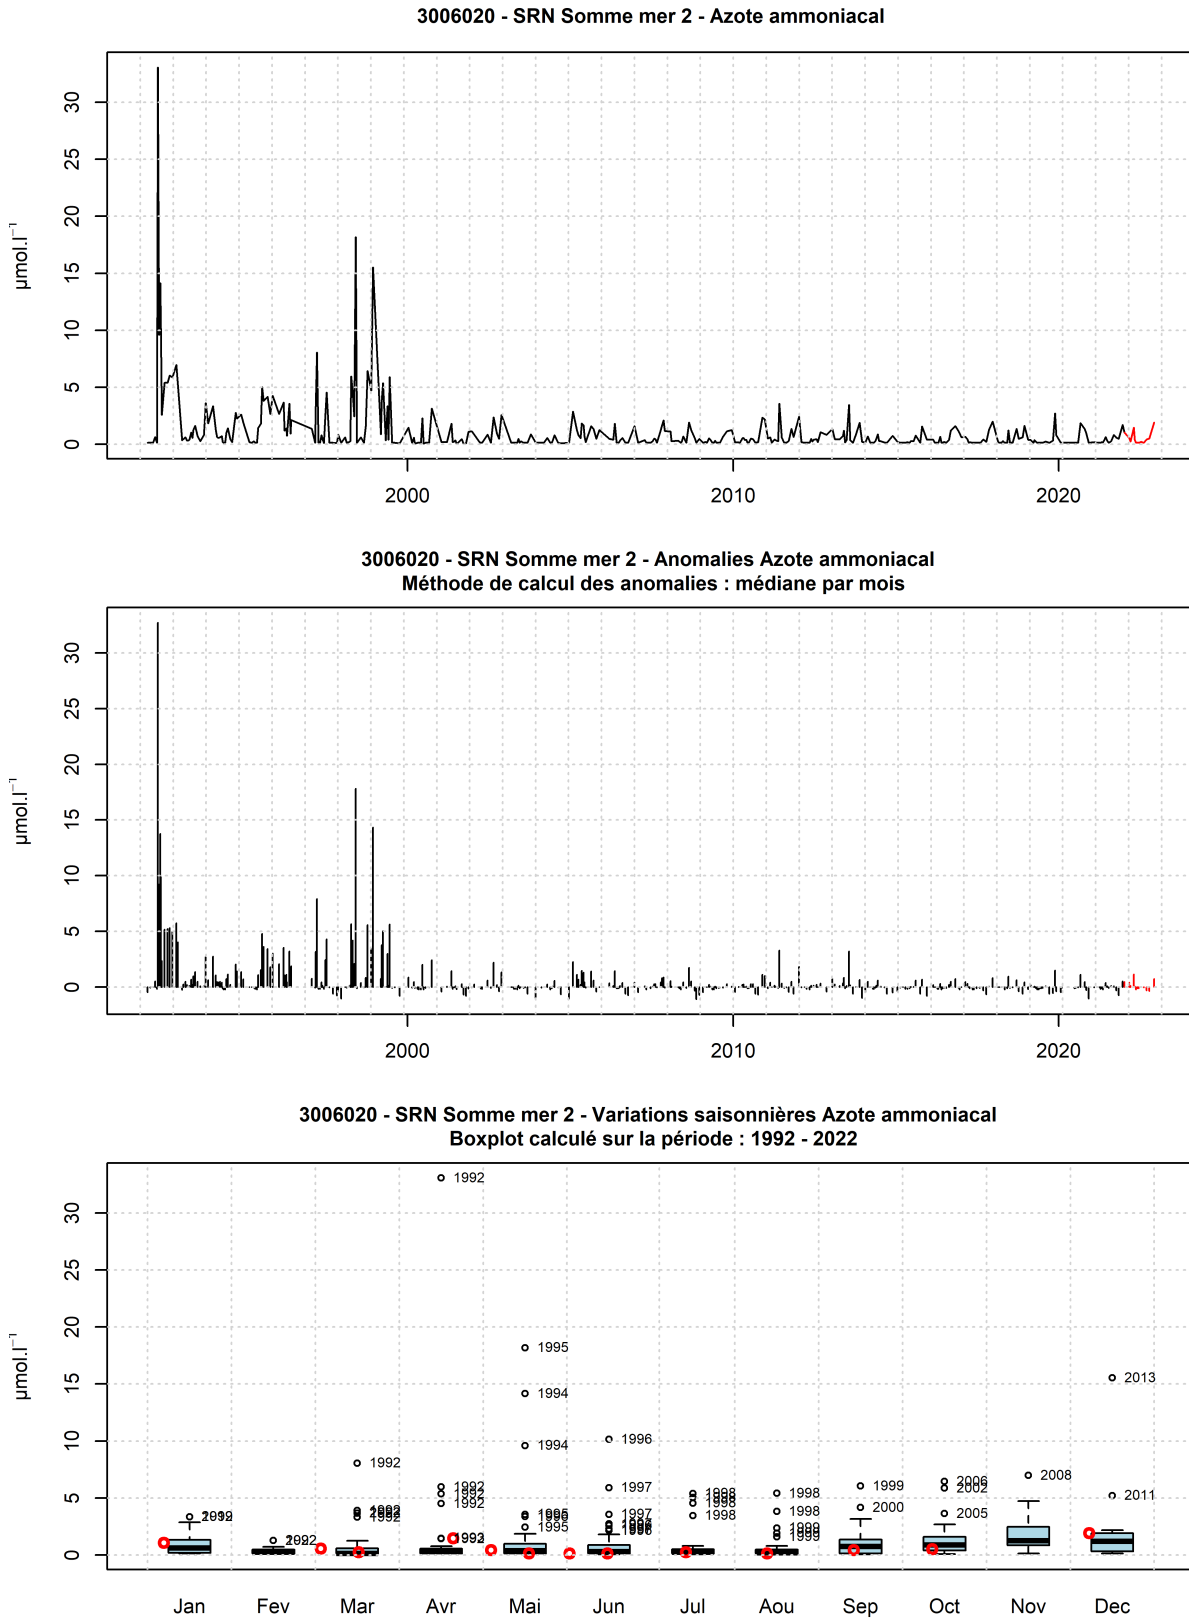 3006020 - SRN Somme mer 2 - Azote ammoniacal
µmol.l⁻¹
30
25
20
15
10
5
0
2000
2010
2020
3006020 - SRN Somme mer 2 - Anomalies Azote ammoniacal
Méthode de calcul des anomalies : médiane par mois
µmol.l⁻¹
30
25
20
15
10
5
0
2000
2010
2020
3006020 - SRN Somme mer 2 - Variations saisonnières Azote ammoniacal
Boxplot calculé sur la période : 1992 - 2022
µmol.l⁻¹
30
25
20
15
10
5
0
1992
1995
1994
2013
1994
1996
1992
2008
2006
1999
2002
1992
1997
1998
1998
2011
2000
2005
1997
1998
1998
1995
Jan
Fev
Mar
Avr
Mai
Jun
Jul
Aou
Sep
Oct
Nov
Dec